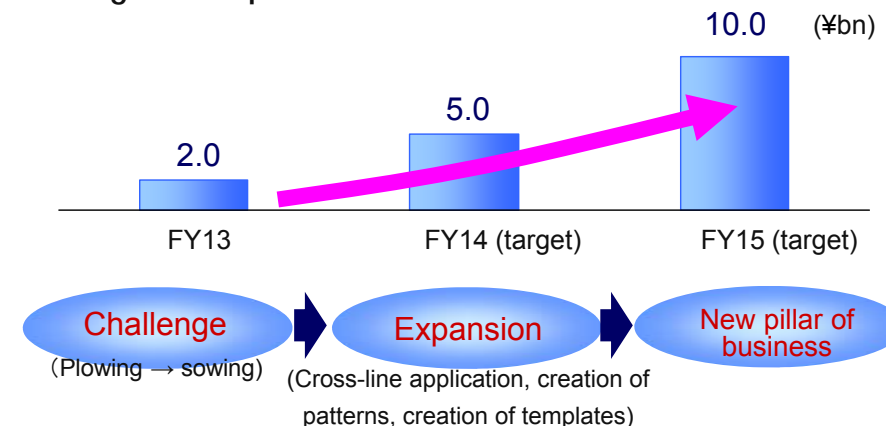 10.0 (¥bn)
5.0
2.0
FY13 FY14 (target) FY15 (target)
Challenge
(Plowing → sowing)
Expansion
(Cross-line application, creation of
patterns, creation of templates)
New pillar of
business